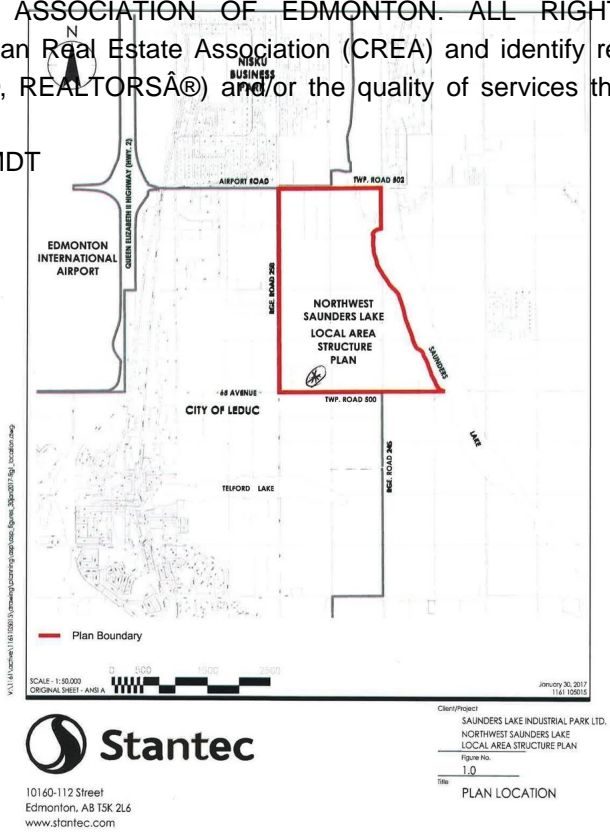 ASSOCIATION OF EDMONTON. ALL RIGHT
an Real Estate Association (CREA) and identify re
, REALTORSÂ®) and/or the quality of services th
MDT
N
NISKU
BUSINESS
PARK
QUEEN ELIZABETH II HIGHWAY (HWY. 2)
AIRPORT ROAD
TWP. ROAD 502
EDMONTON
INTERNATIONAL
AIRPORT
RGE. ROAD 250
NORTHWEST
SAUNDERS LAKE
LOCAL AREA
STRUCTURE
PLAN
SAUNDERS
LAKE
65 AVENUE
TWP. ROAD 500
CITY OF LEDUC
RGE. ROAD 245
TELFORD LAKE
Plan Boundary
SCALE - 1:50,000
ORIGINAL SHEET - ANSI A
0 500 1500 2500
January 30, 2017
1161 105015
Stantec
10160-112 Street
Edmonton, AB T5K 2L6
www.stantec.com
Client/Project
SAUNDERS LAKE INDUSTRIAL PARK LTD.
NORTHWEST SAUNDERS LAKE
LOCAL AREA STRUCTURE PLAN
Figure No.
1.0
Title
PLAN LOCATION